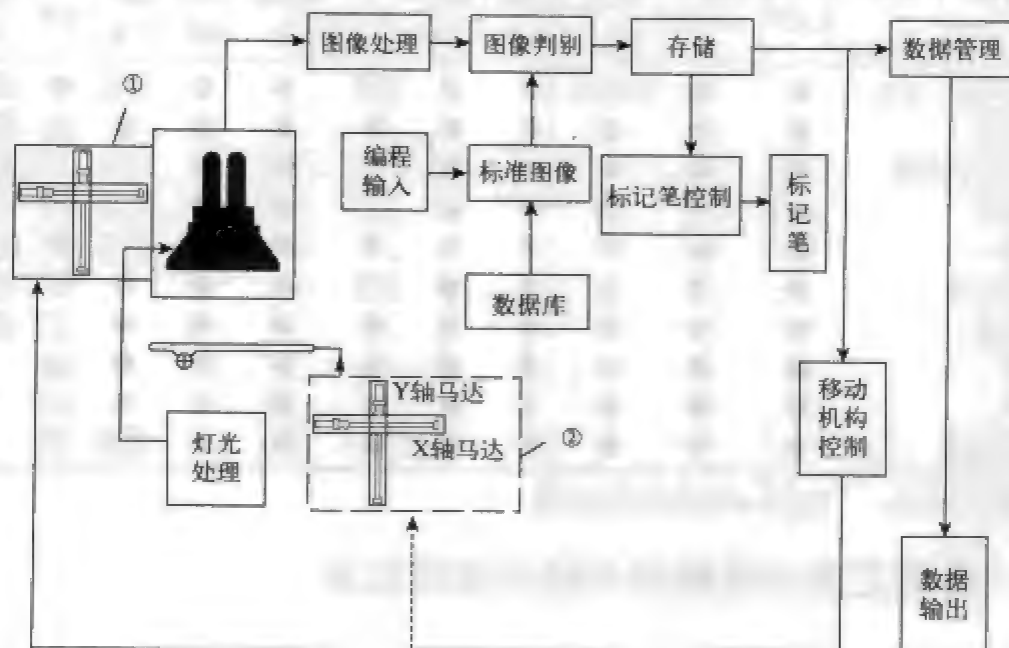 图像处理
图像判别
存储
数据管理
①
编程
输入
标准图像
标记笔控制
标
记
笔
数据库
Y轴马达
X轴马达
②
灯光
处理
移动
机构
控制
数据
输出